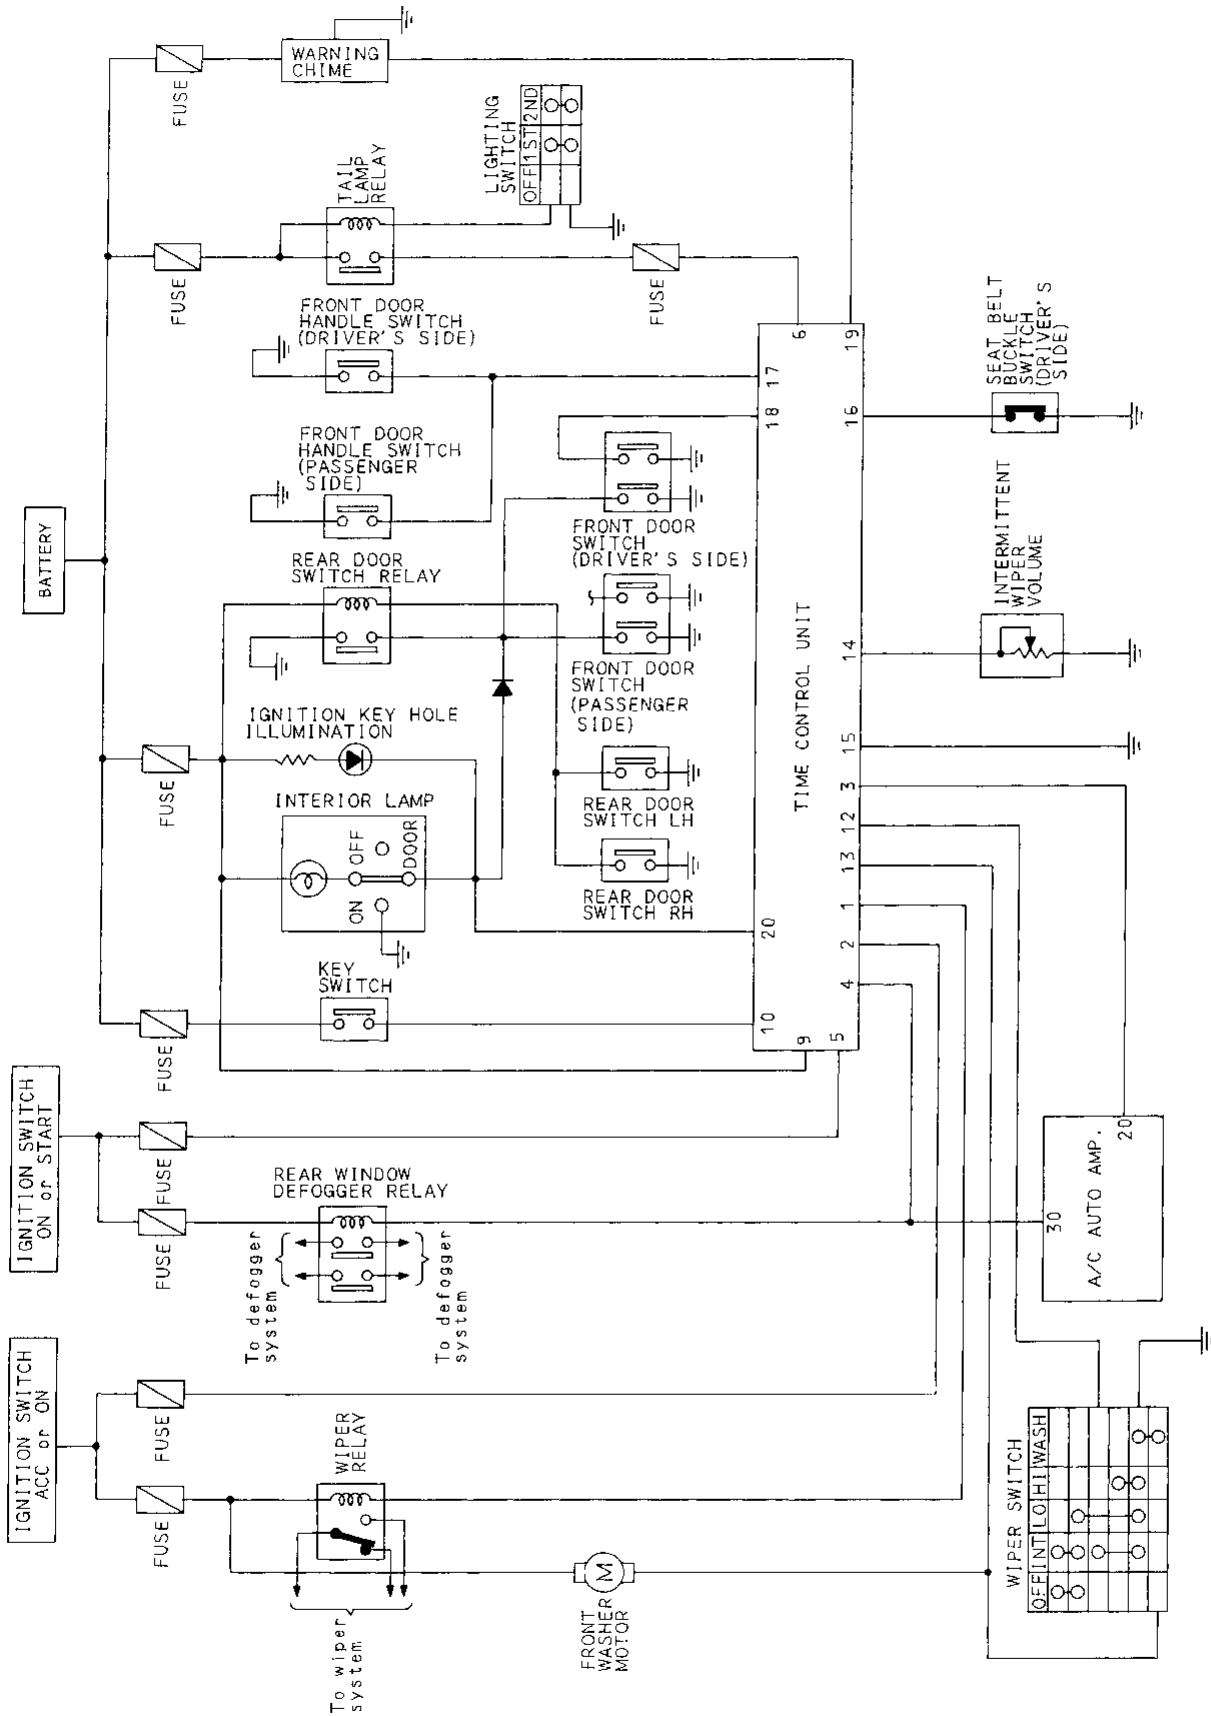 WARNING
CHIME
FUSE
LIGHTING
SWITCH
OFF 1ST 2ND
TAIL
LAMP
RELAY
FUSE
FUSE
FRONT DOOR
HANDLE SWITCH
(DRIVER'S SIDE)
6
19
17
18
16
SEAT BELT
BUCKLE
SWITCH
(DRIVER'S
SIDE)
FRONT DOOR
HANDLE SWITCH
(PASSENGER
SIDE)
BATTERY
FRONT DOOR
SWITCH
(DRIVER'S SIDE)
INTERMITTENT
WIPER
VOLUME
REAR DOOR
SWITCH RELAY
TIME CONTROL UNIT
14
FRONT DOOR
SWITCH
(PASSENGER
SIDE)
IGNITION KEY HOLE
ILLUMINATION
15
FUSE
3
INTERIOR LAMP
REAR DOOR
SWITCH LH
12
OFF
DOOR
ON
13
REAR DOOR
SWITCH RH
1
20
2
KEY
SWITCH
4
10
9
5
FUSE
IGNITION SWITCH
ON or START
FUSE
20
A/C AUTO AMP.
30
REAR WINDOW
DEFOGGER RELAY
FUSE
To defogger
system
To defogger
system
IGNITION SWITCH
ACC or ON
FUSE
WIPER
RELAY
FUSE
WIPER SWITCH
OFF INT LO HI WASH
M
FRONT
WASHER
MOTOR
To wiper
system